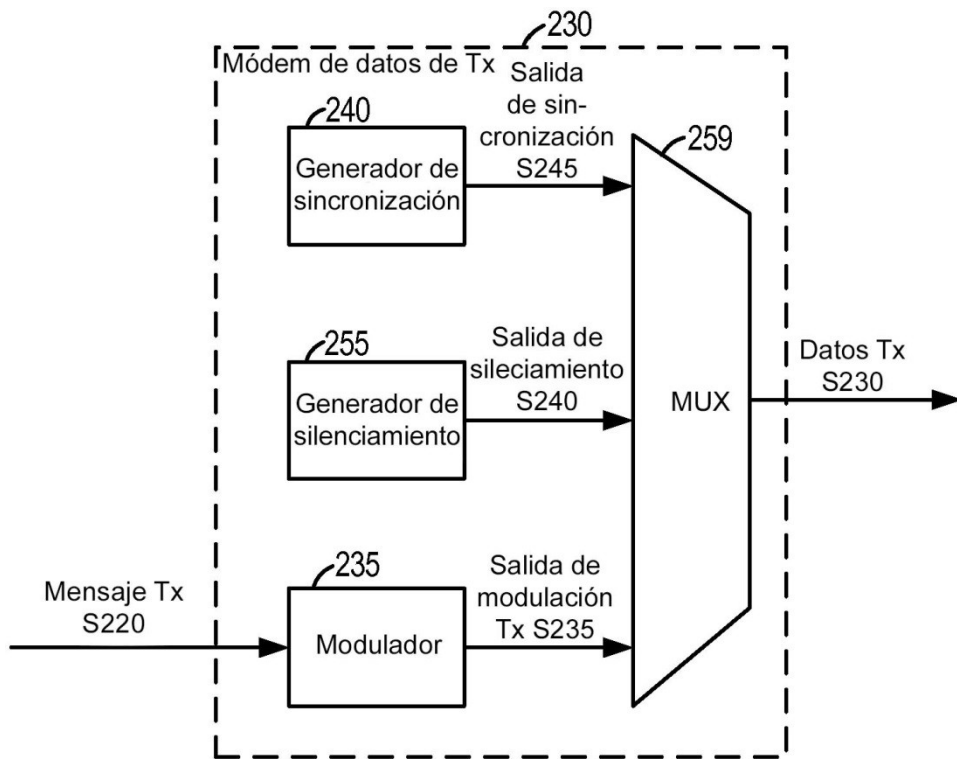 230
Módem de datos de Tx
240
Generador de
sincronización
Salida
de sin-
cronización
S245
259
255
Generador de
silenciamiento
Salida de
sileciamiento
S240
MUX
Datos Tx
S230
Mensaje Tx
S220
235
Modulador
Salida de
modulación
Tx S235